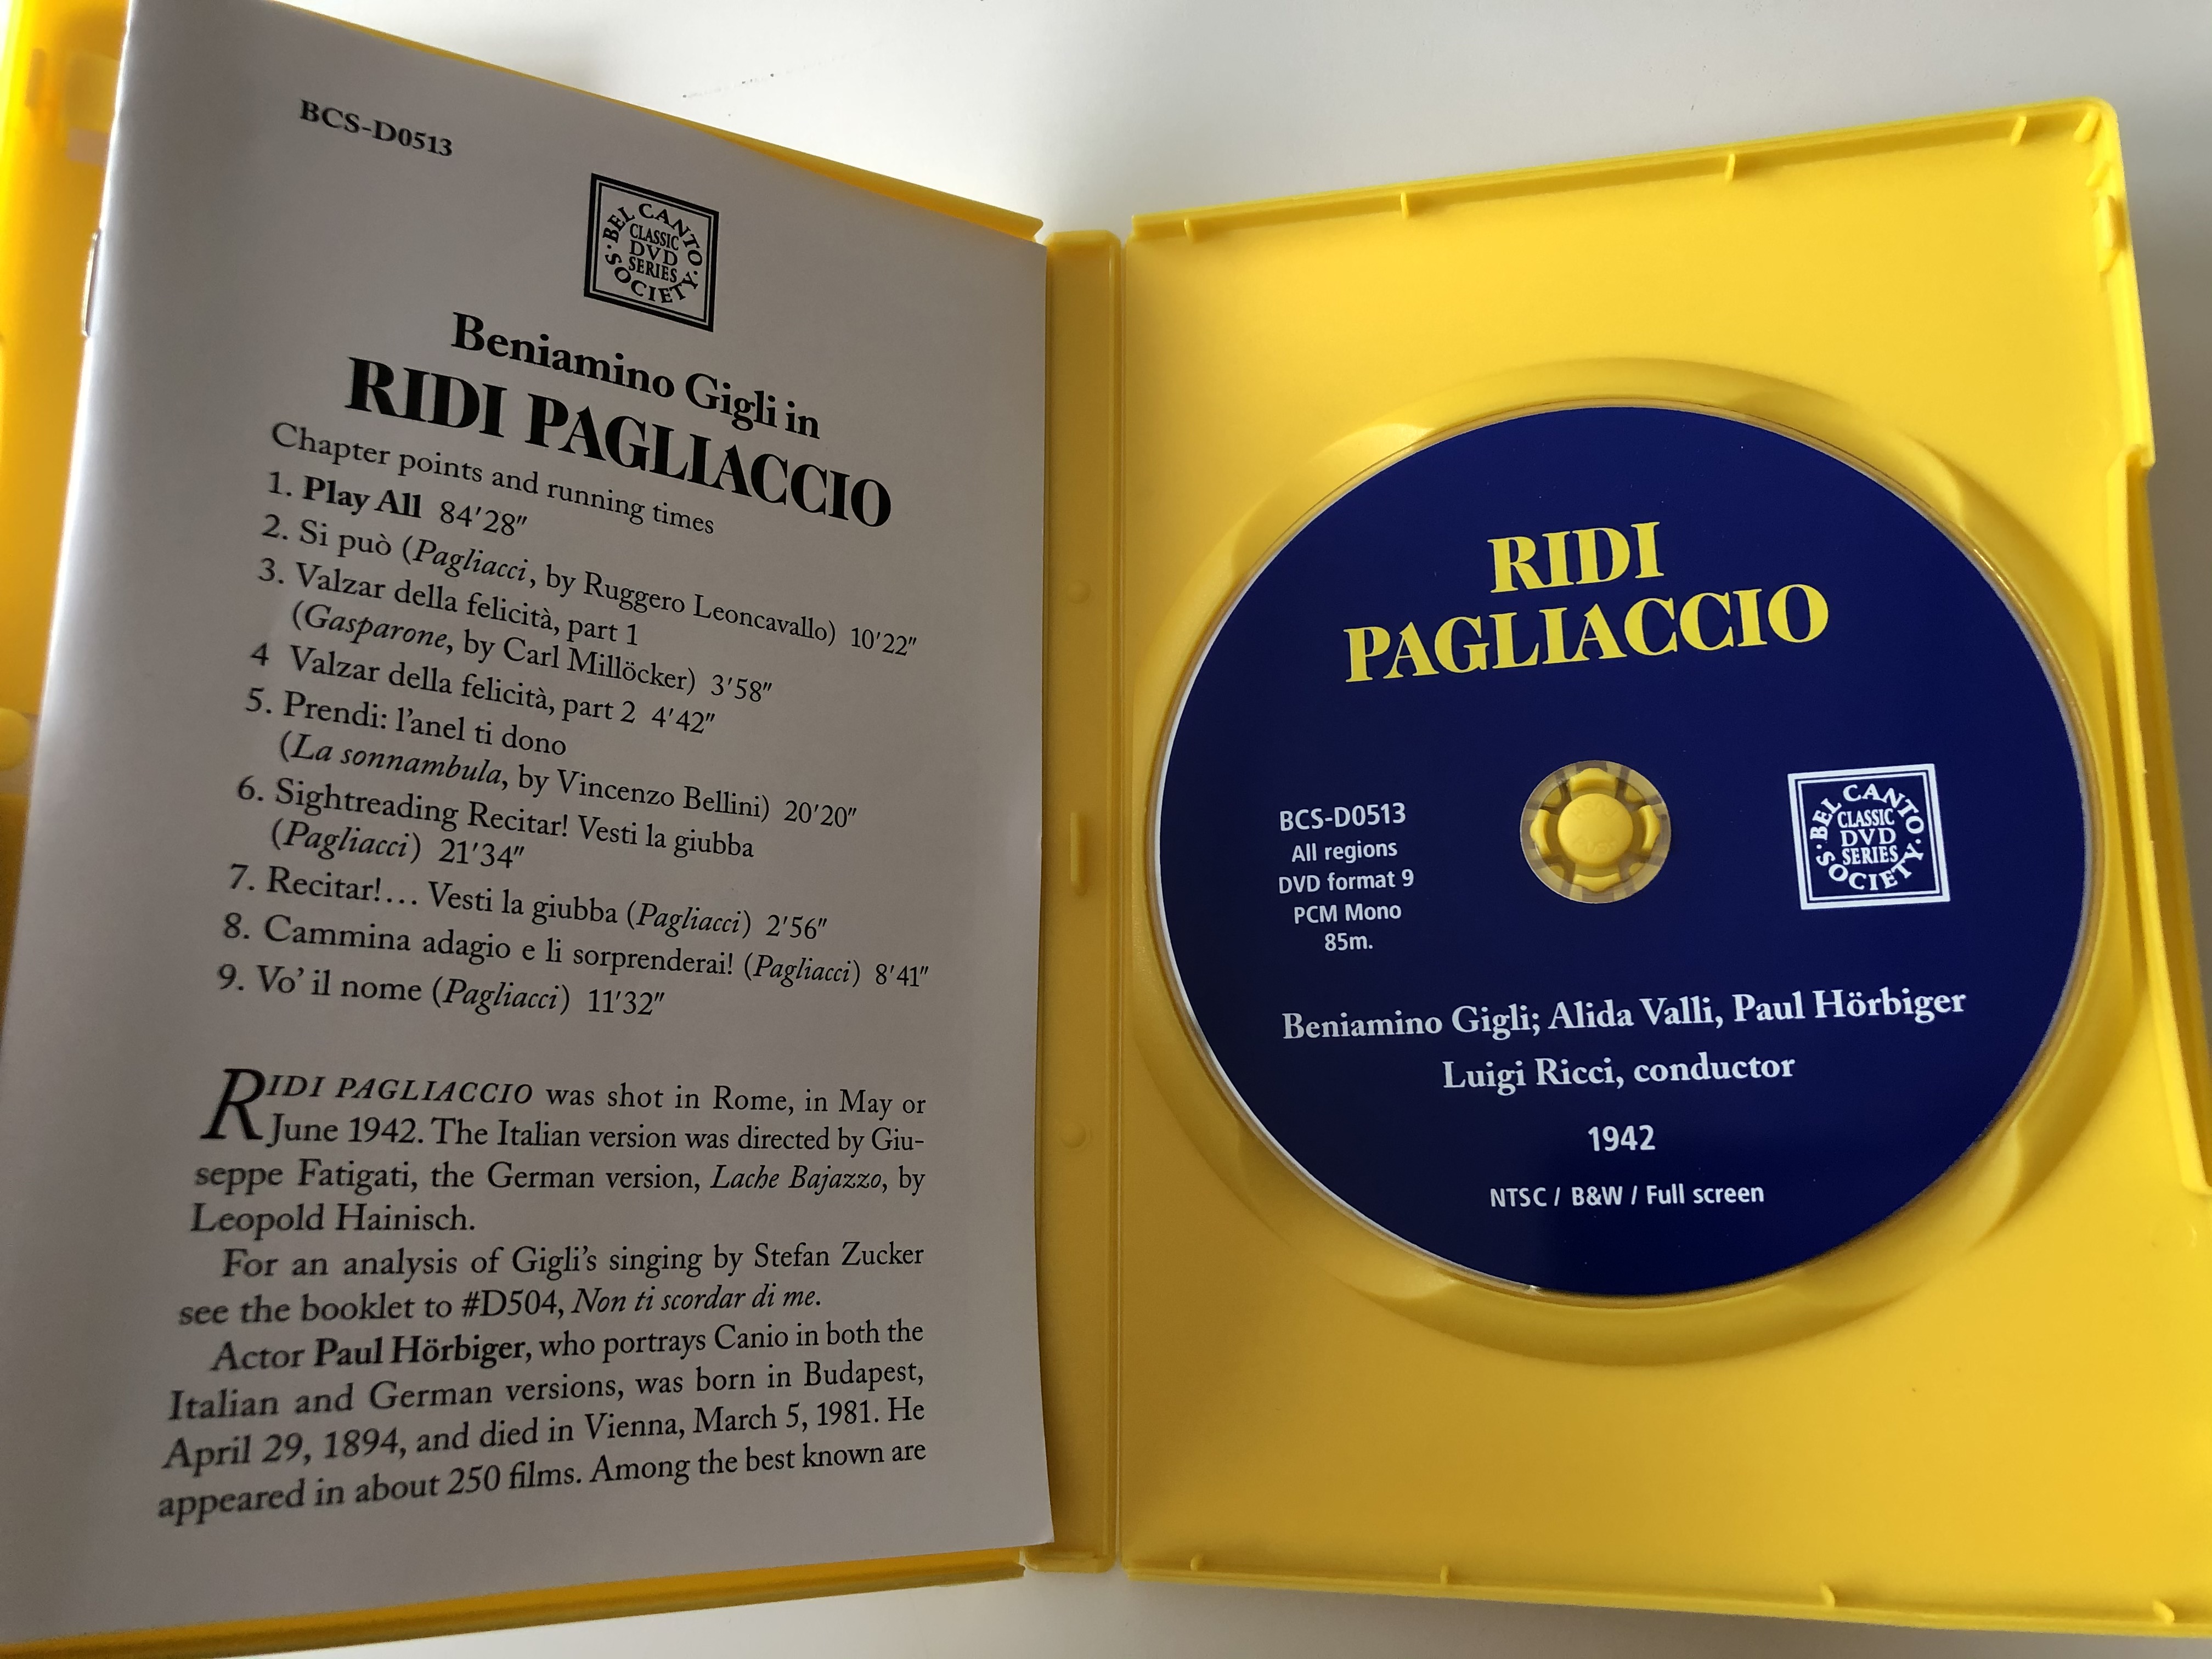 BCS-D0513
BEL CANTO SOCIETY
CLASSIC
DVD
SERIES
Beniamino Gigli in
RIDI PAGLIACCIO
Chapter points and running times
1. Play All 84'28"
2. Si può (Pagliacci, by Ruggero Leoncavallo) 10'22"
3. Valzar della felicità, part 1
(Gasparone, by Carl Millöcker) 3'58"
4 Valzar della felicità, part 2 4'42"
5. Prendi: l'anel ti dono
(La sonnambula, by Vincenzo Bellini) 20'20"
6. Sightreading Recitar! Vesti la giubba
(Pagliacci) 21'34"
7. Recitar!... Vesti la giubba (Pagliacci) 2'56"
8. Cammina adagio e li sorprenderai! (Pagliacci) 8'41"
9. Vo' il nome (Pagliacci) 11'32"
RIDI PAGLIACCIO was shot in Rome, in May or
June 1942. The Italian version was directed by Giu-
seppe Fatigati, the German version, Lache Bajazzo, by
Leopold Hainisch.
For an analysis of Gigli's singing by Stefan Zucker
see the booklet to #D504, Non ti scordar di me.
Actor Paul Hörbiger, who portrays Canio in both the
Italian and German versions, was born in Budapest,
April 29, 1894, and died in Vienna, March 5, 1981. He
appeared in about 250 films. Among the best known are
RIDI
PAGLIACCIO
BCS-D0513
All regions
DVD format 9
PCM Mono
85m.
BEL CANTO SOCIETY
CLASSIC
DVD
SERIES
Beniamino Gigli; Alida Valli, Paul Hörbiger
Luigi Ricci, conductor
1942
NTSC / B&W / Full screen